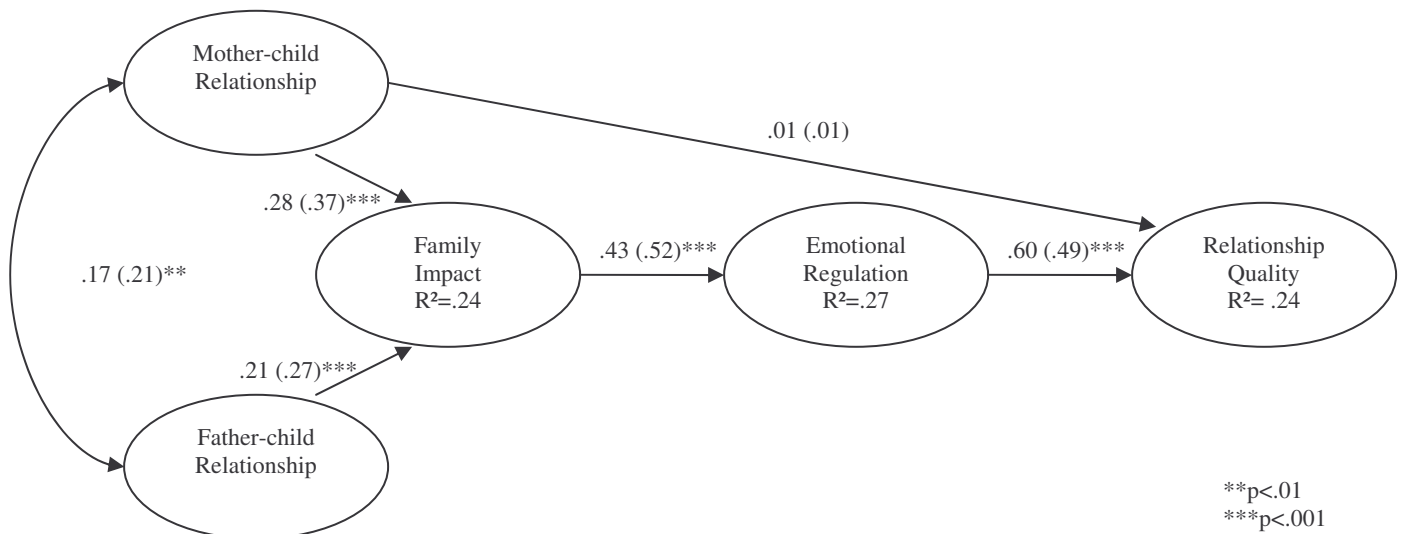 Mother-child
Relationship
.01 (.01)
.28 (.37)***
Family
Impact
R²=.24
.43 (.52)***
Emotional
Regulation
R²=.27
.60 (.49)***
Relationship
Quality
R²= .24
.17 (.21)**
.21 (.27)***
Father-child
Relationship
**p<.01
***p<.001